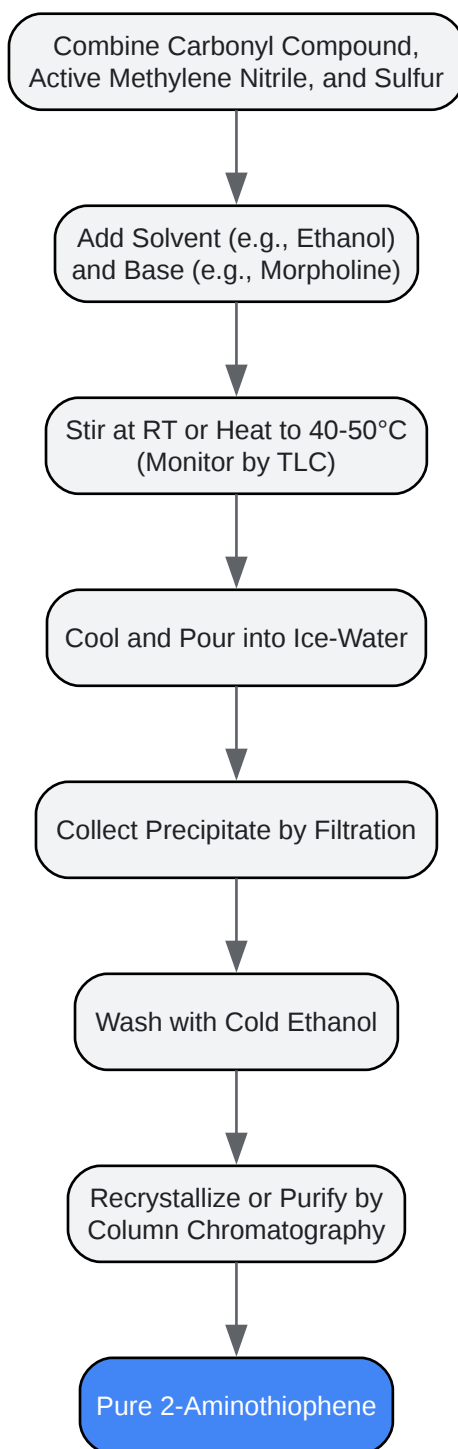 Combine Carbonyl Compound,
Active Methylene Nitrile, and Sulfur
Add Solvent (e.g., Ethanol)
and Base (e.g., Morpholine)
Stir at RT or Heat to 40-50°C
(Monitor by TLC)
Cool and Pour into Ice-Water
Collect Precipitate by Filtration
Wash with Cold Ethanol
Recrystallize or Purify by
Column Chromatography
Pure 2-Aminothiophene